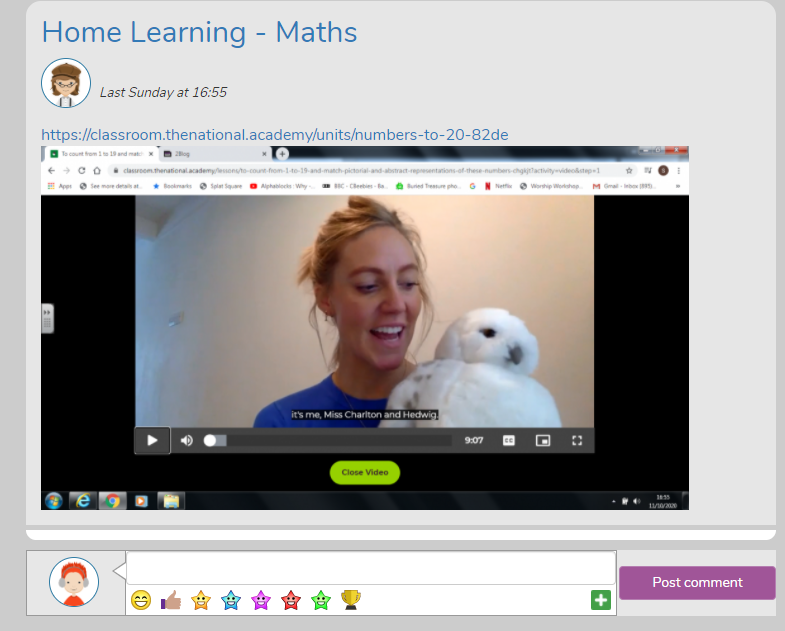 Home Learning - Maths
Last Sunday at 16:55
https://classroom.thenational.academy/units/numbers-to-20-82de
To count from 1 to 19 and matc
2Blog
classroom.thenational.academy/lessons/to-count-from-1-to-19-and-match-pictorial-and-abstract-representations-of-these-numbers-chgkjt?activity=video&step=1
Apps See more details at... Bookmarks Splat Square Alphablocks : Why -... BBC - CBeebies - Ba... Buried Treasure pho... Netflix Worship Workshop... Gmail - Inbox (885)...
it's me, Miss Charlton and Hedwig.
9:07
CC
Close Video
16:55
11/10/2020
Post comment